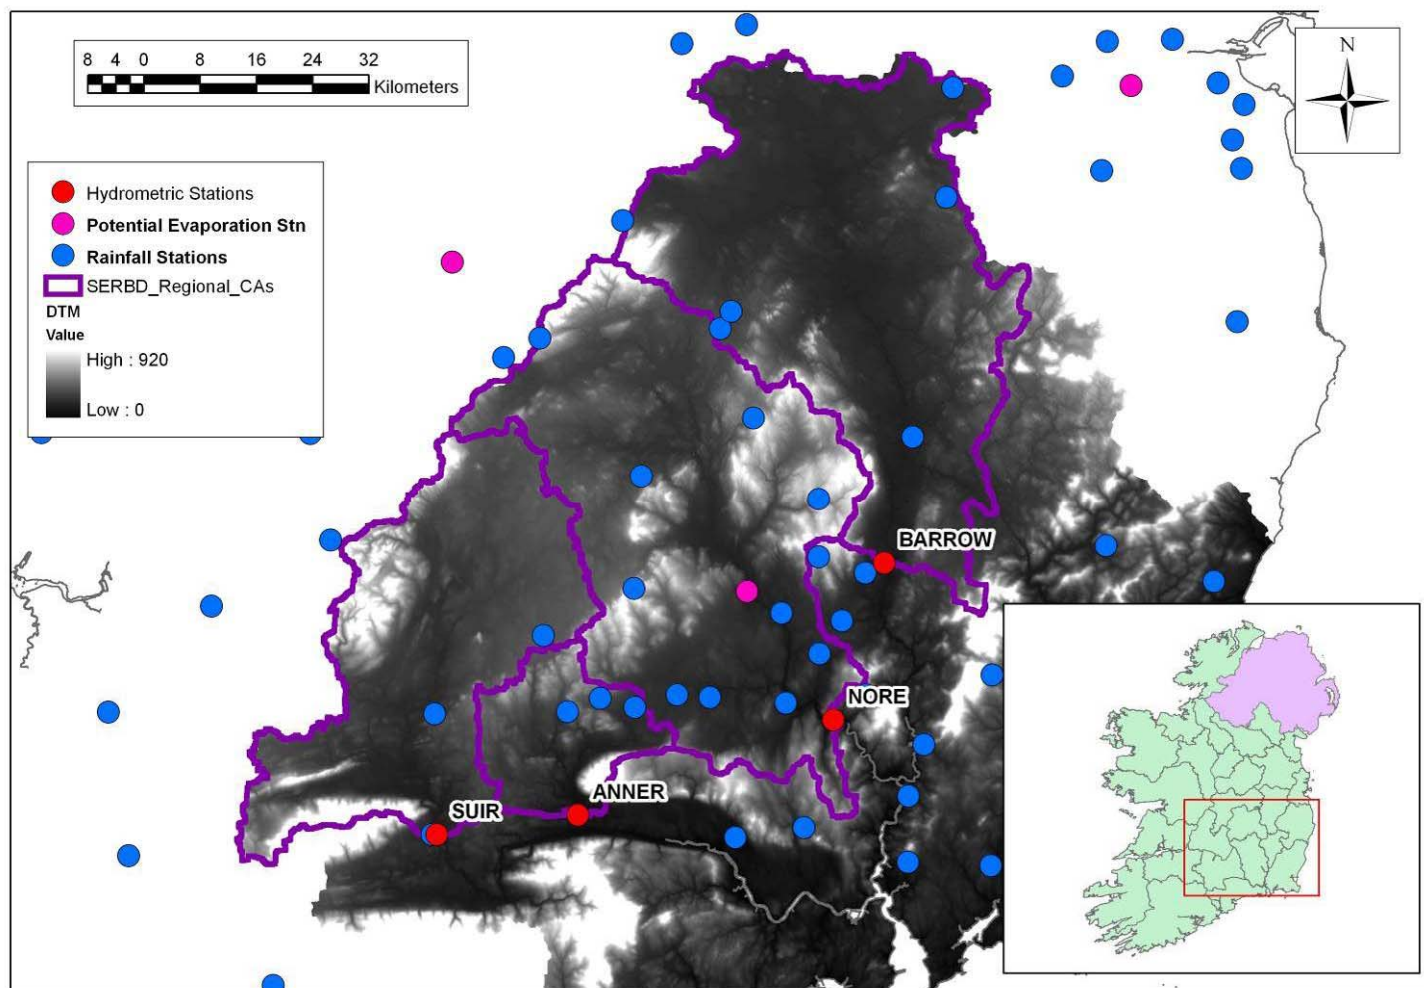 8 4 0 8 16 24 32
Kilometers
N
Hydrometric Stations
Potential Evaporation Stn
Rainfall Stations
SERBD_Regional_CAs
DTM
Value
High : 920
Low : 0
BARROW
NORE
ANNER
SUIR